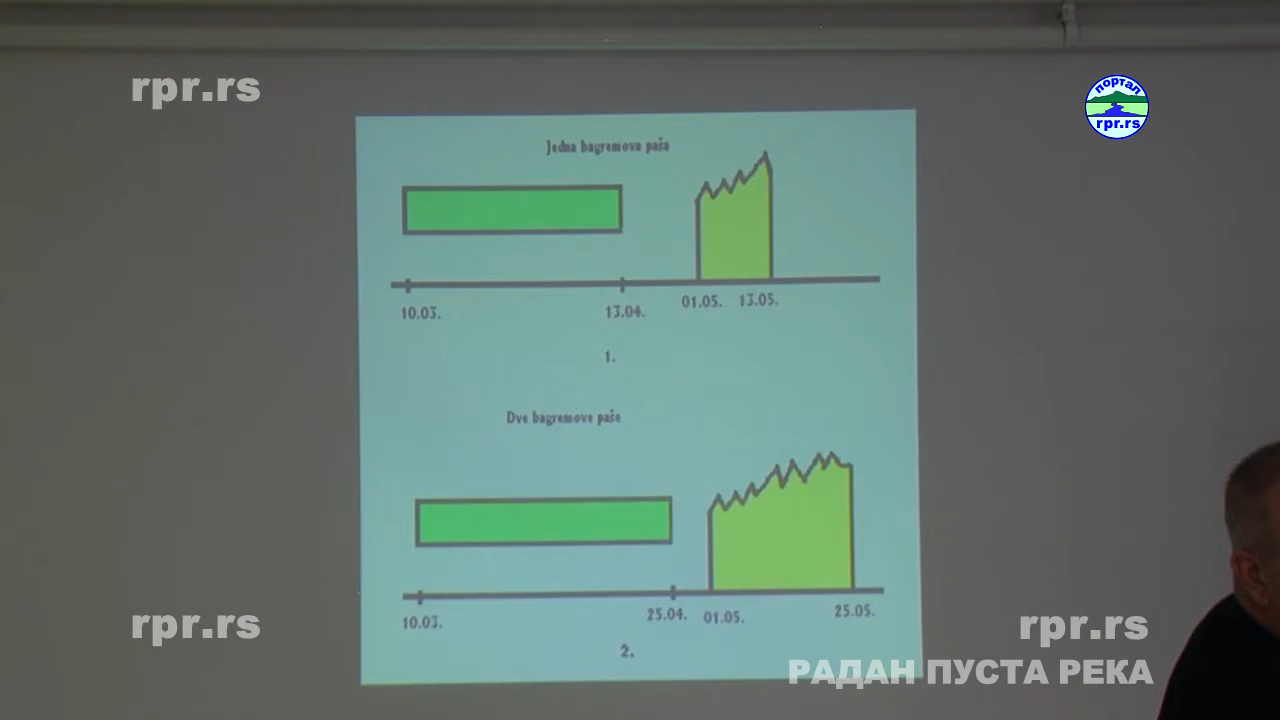 rpr.rs
портал
rpr.rs
Jedna bagremova paša
10.03.
13.04.
01.05.
13.05.
1.
Dve bagremove paše
10.03.
25.04.
01.05.
25.05.
2.
rpr.rs
rpr.rs
РАДАН ПУСТА РЕКА